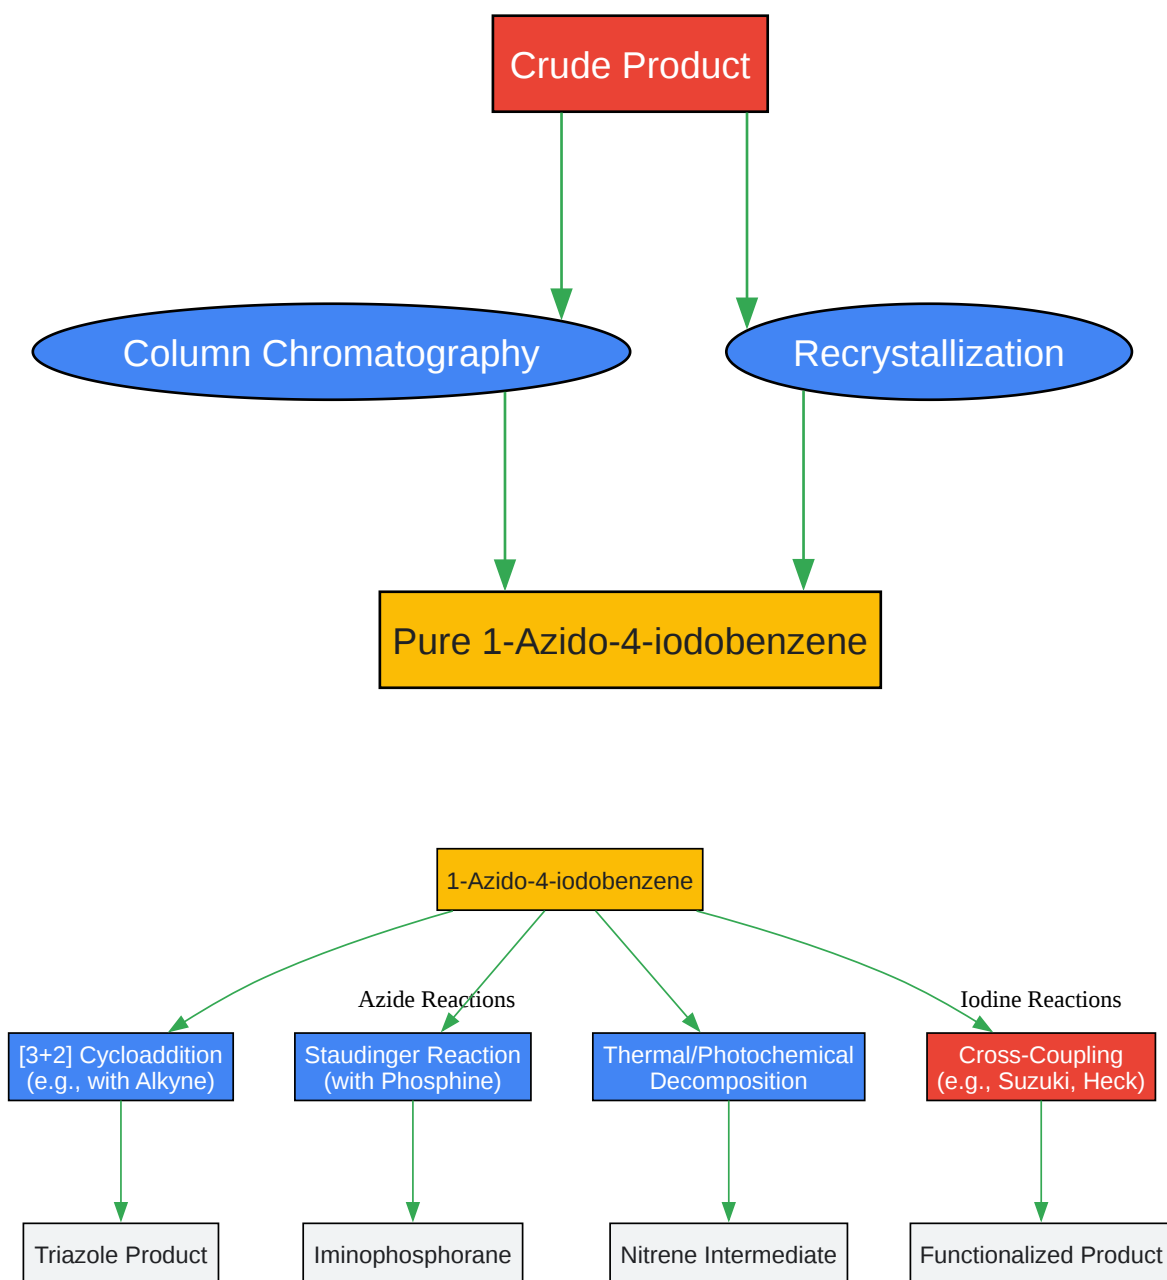 Crude Product
Column Chromatography
Recrystallization
Pure 1-Azido-4-iodobenzene
1-Azido-4-iodobenzene
Azide Reactions
Iodine Reactions
[3+2] Cycloaddition
(e.g., with Alkyne)
Staudinger Reaction
(with Phosphine)
Thermal/Photochemical
Decomposition
Cross-Coupling
(e.g., Suzuki, Heck)
Triazole Product
Iminophosphorane
Nitrene Intermediate
Functionalized Product